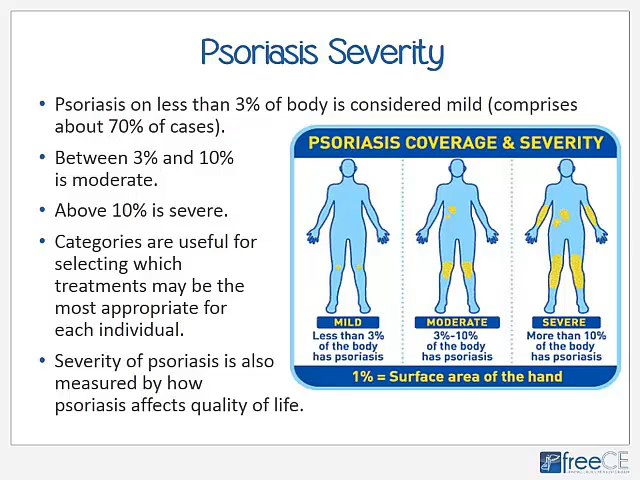 Psoriasis Severity
• Psoriasis on less than 3% of body is considered mild (comprises
about 70% of cases).
• Between 3% and 10%
is moderate.
• Above 10% is severe.
• Categories are useful for
selecting which
treatments may be the
most appropriate for
each individual.
• Severity of psoriasis is also
measured by how
psoriasis affects quality of life.
PSORIASIS COVERAGE & SEVERITY
MILD
Less than 3%
of the body
has psoriasis
MODERATE
3%-10%
of the body
has psoriasis
SEVERE
More than 10%
of the body
has psoriasis
1% = Surface area of the hand
freeCE